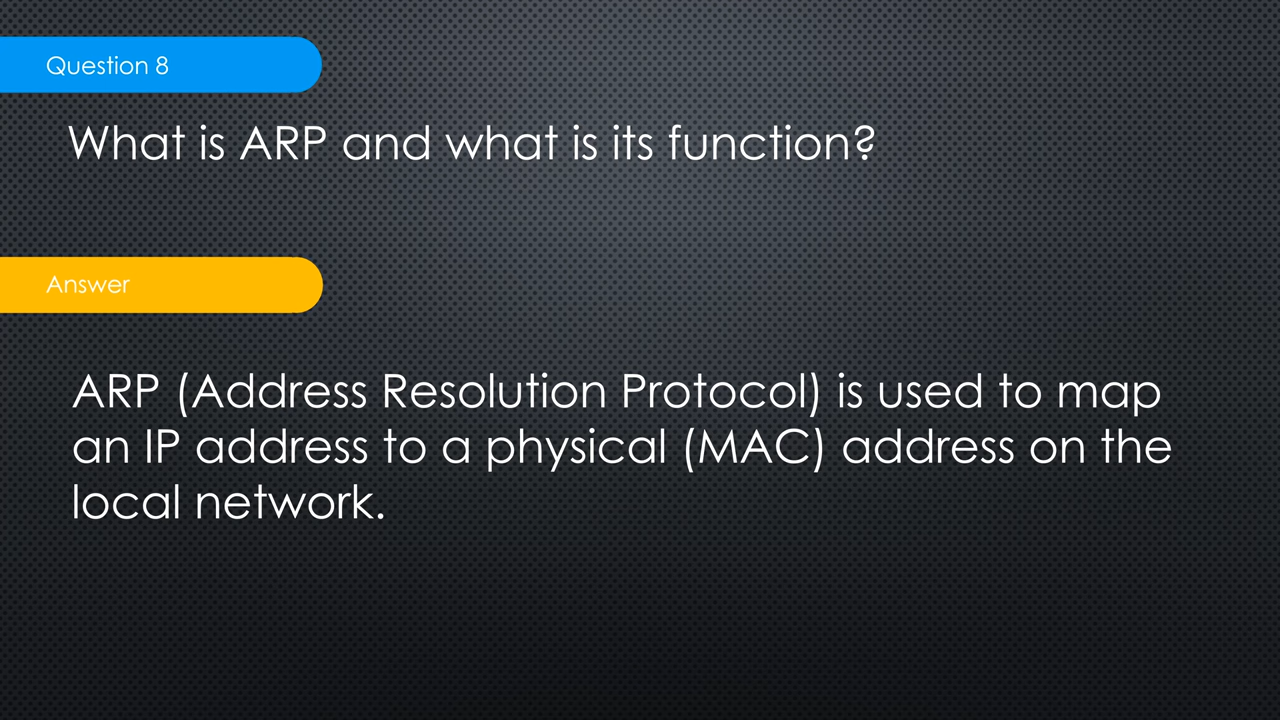 Question 8
What is ARP and what is its function?
Answer
ARP (Address Resolution Protocol) is used to map
an IP address to a physical (MAC) address on the
local network.